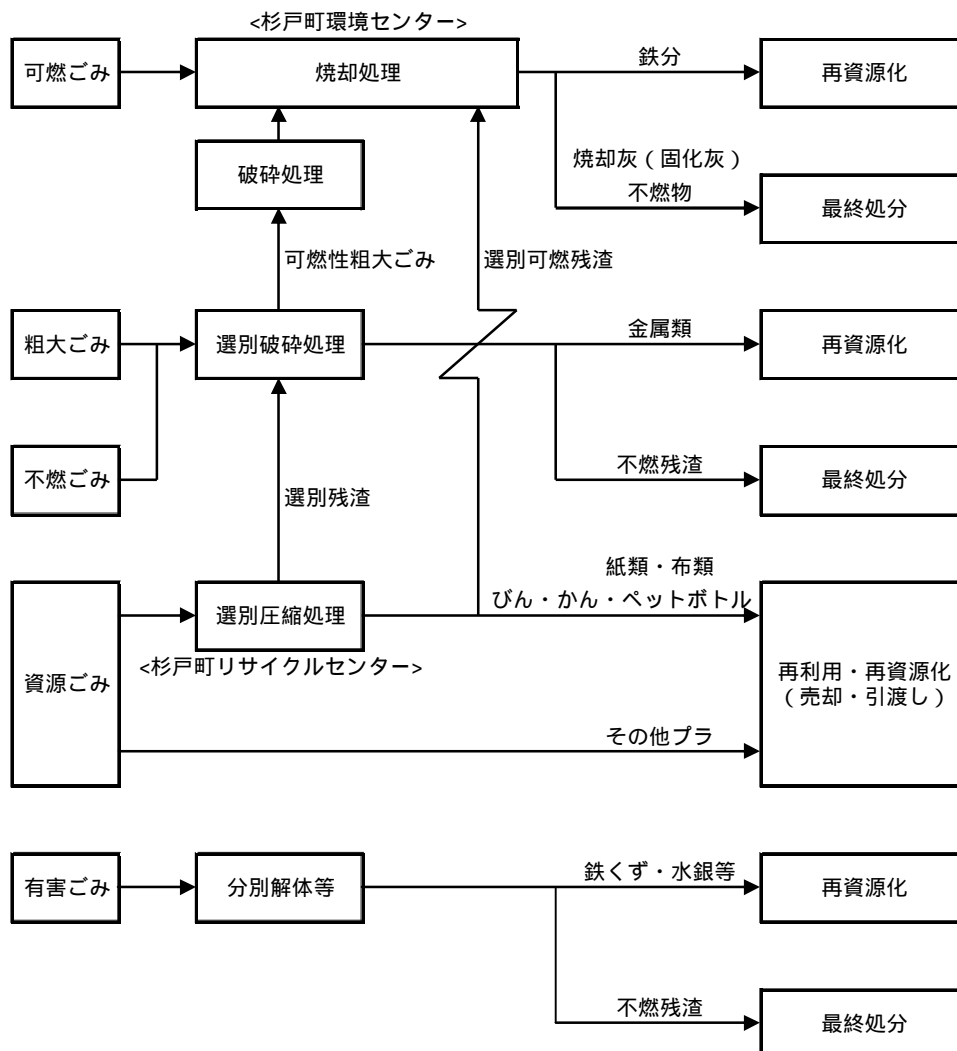 <杉戸町環境センター>
可燃ごみ
焼却処理
鉄分
再資源化
焼却灰（固化灰）
不燃物
最終処分
破砕処理
可燃性粗大ごみ
選別可燃残渣
粗大ごみ
選別破砕処理
金属類
再資源化
不燃ごみ
選別残渣
不燃残渣
最終処分
資源ごみ
選別圧縮処理
<杉戸町リサイクルセンター>
紙類・布類
びん・かん・ペットボトル
その他プラ
再利用・再資源化
（売却・引渡し）
有害ごみ
分別解体等
鉄くず・水銀等
再資源化
不燃残渣
最終処分